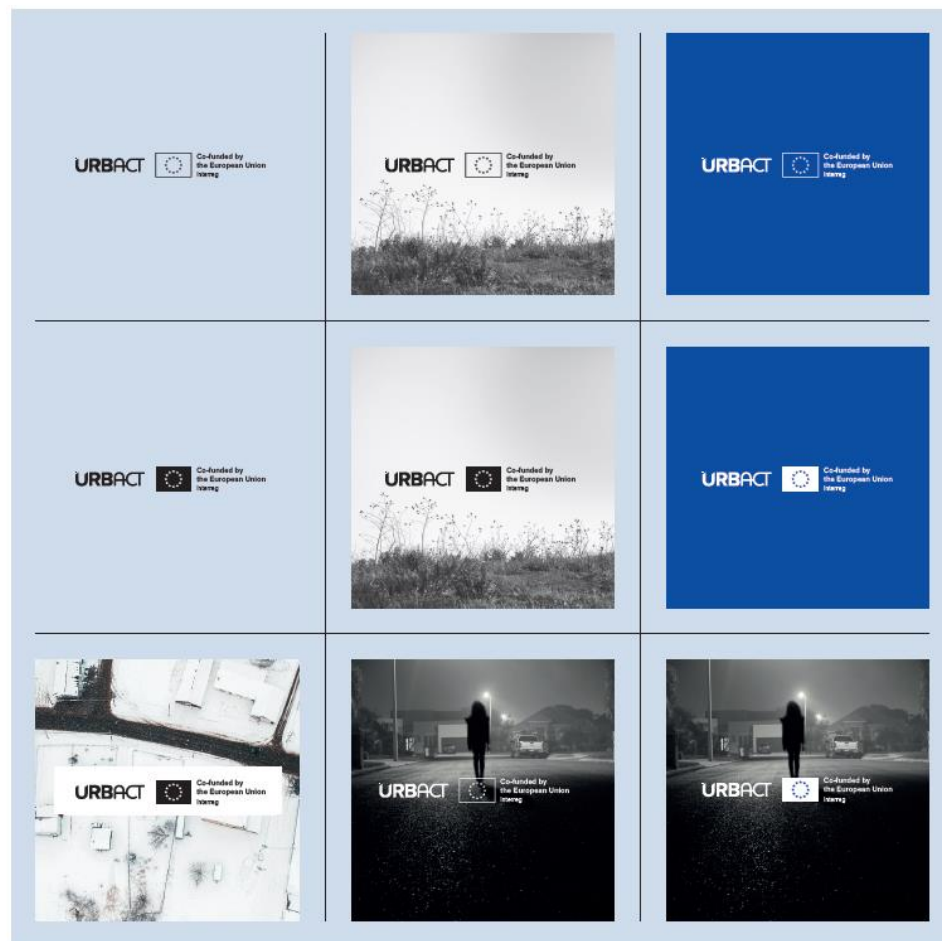 URBACT
Co-funded by
the European Union
Interreg
URBACT
Co-funded by
the European Union
Interreg
URBACT
Co-funded by
the European Union
Interreg
URBACT
Co-funded by
the European Union
Interreg
URBACT
Co-funded by
the European Union
Interreg
URBACT
Co-funded by
the European Union
Interreg
URBACT
Co-funded by
the European Union
Interreg
URBACT
Co-funded by
the European Union
Interreg
URBACT
Co-funded by
the European Union
Interreg